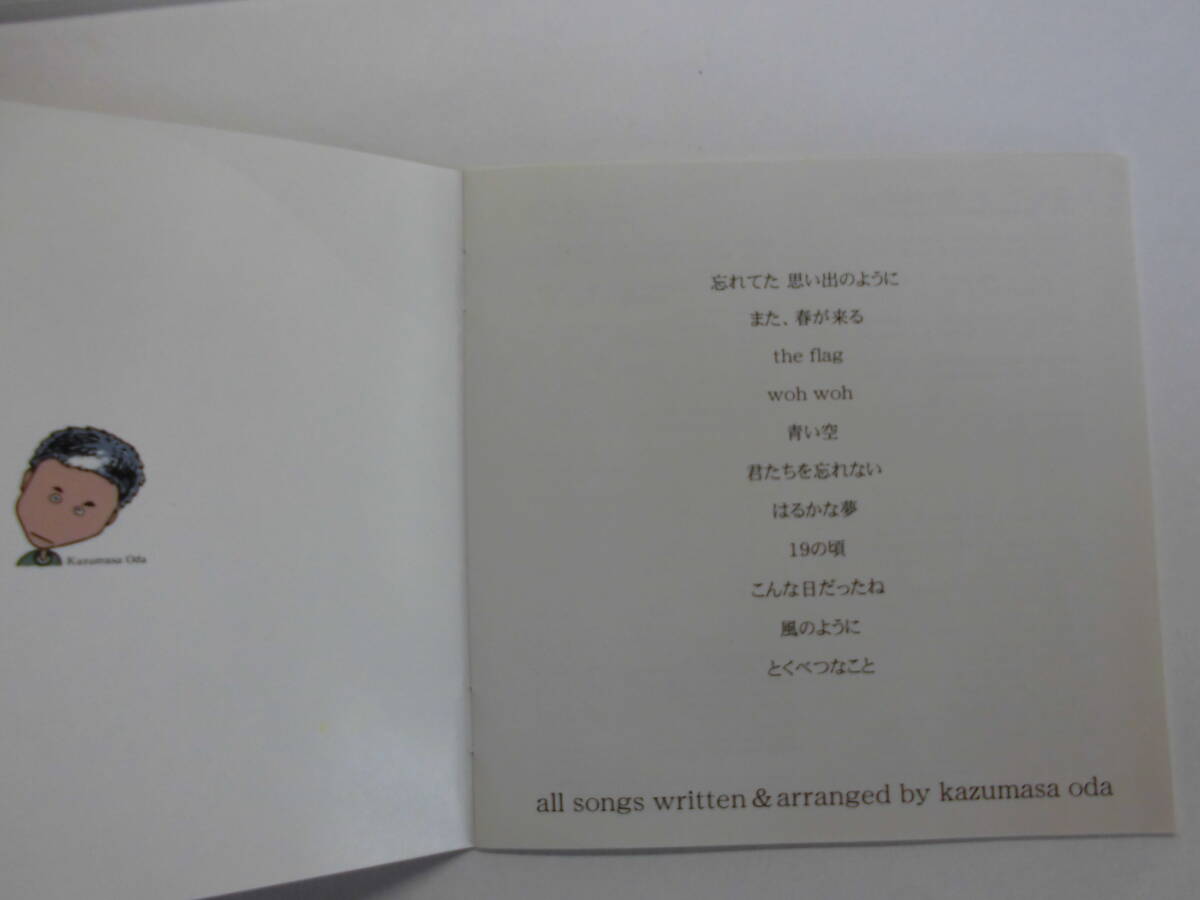 Kazumasa Oda
忘れてた 思い出のように
また、春が来る
the flag
woh woh
青い空
君たちを忘れない
はるかな夢
19の頃
こんな日だったね
風のように
とくべつなこと
all songs written & arranged by kazumasa oda